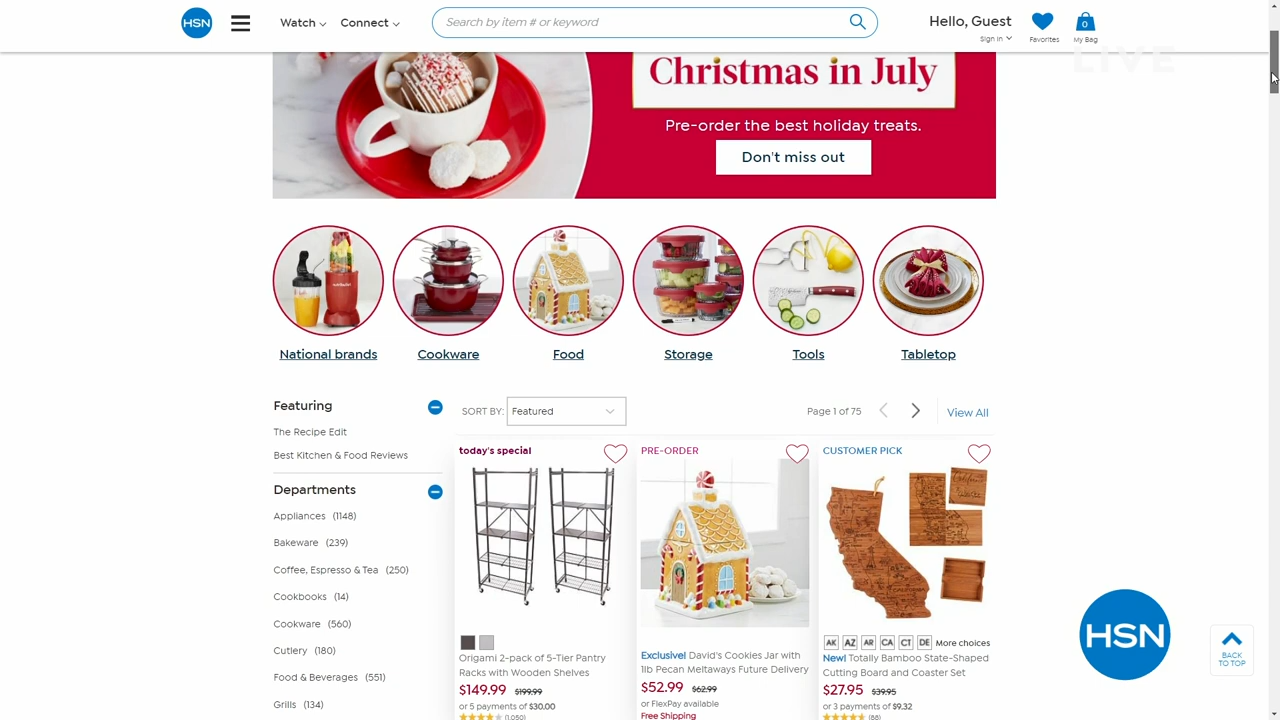 HSN
Watch
Connect
Search by item # or keyword
Hello, Guest
Sign In
Favorites
0
My Bag
LIVE
Christmas in July
Pre-order the best holiday treats.
Don't miss out
nutribullet
National brands
Cookware
Food
Storage
Tools
Tabletop
Featuring
The Recipe Edit
Best Kitchen & Food Reviews
Departments
Appliances (1148)
Bakeware (239)
Coffee, Espresso & Tea (250)
Cookbooks (14)
Cookware (560)
Cutlery (180)
Food & Beverages (551)
Grills (134)
SORT BY: Featured
Page 1 of 75
View All
today's special
Origami 2-pack of 5-Tier Pantry
Racks with Wooden Shelves
$149.99 $199.99
or 5 payments of $30.00
(1,050)
PRE-ORDER
Exclusive! David's Cookies Jar with
1lb Pecan Meltaways Future Delivery
$52.99 $62.99
or FlexPay available
Free Shipping
CUSTOMER PICK
AK AZ AR CA CT DE More choices
New! Totally Bamboo State-Shaped
Cutting Board and Coaster Set
$27.95 $39.95
or 3 payments of $9.32
(88)
HSN
BACK
TO TOP